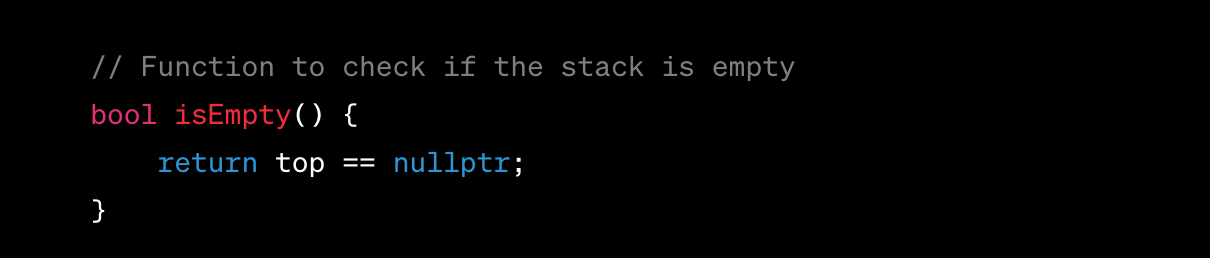 // Function to check if the stack is empty
bool isEmpty() {
    return top == nullptr;
}